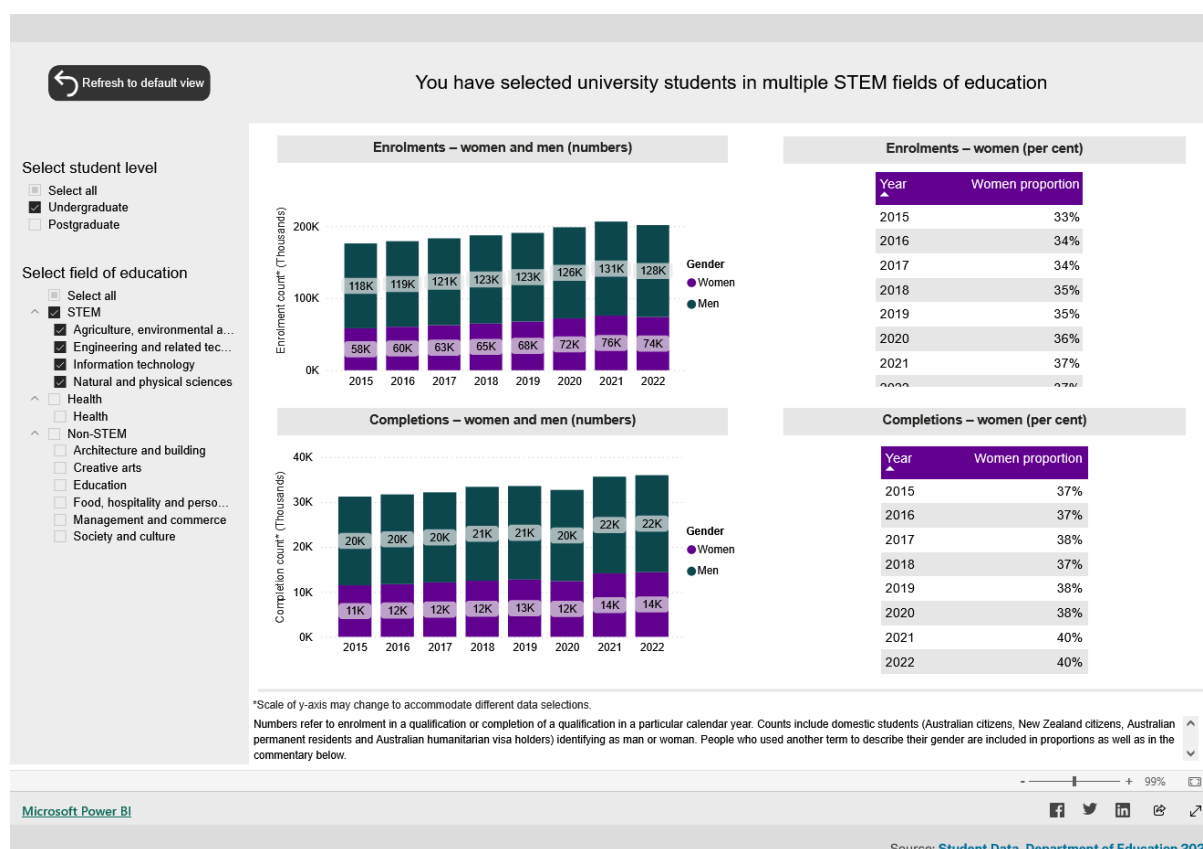 Refresh to default view
You have selected university students in multiple STEM fields of education
Select student level
Select all
Undergraduate
Postgraduate
Select field of education
Select all
STEM
Agriculture, environmental a...
Engineering and related tec...
Information technology
Natural and physical sciences
Health
Health
Non-STEM
Architecture and building
Creative arts
Education
Food, hospitality and perso...
Management and commerce
Society and culture
Enrolments – women and men (numbers)
Enrolment count* (Thousands)
200K
100K
0K
118K 119K 121K 123K 123K 126K 131K 128K
58K 60K 63K 65K 68K 72K 76K 74K
2015 2016 2017 2018 2019 2020 2021 2022
Gender
Women
Men
Enrolments – women (per cent)
Year Women proportion
2015 33%
2016 34%
2017 34%
2018 35%
2019 35%
2020 36%
2021 37%
2022 37%
Completions – women and men (numbers)
Completion count* (Thousands)
40K
30K
20K
10K
0K
20K 20K 20K 21K 21K 20K 22K 22K
11K 12K 12K 12K 13K 12K 14K 14K
2015 2016 2017 2018 2019 2020 2021 2022
Gender
Women
Men
Completions – women (per cent)
Year Women proportion
2015 37%
2016 37%
2017 38%
2018 37%
2019 38%
2020 38%
2021 40%
2022 40%
*Scale of y-axis may change to accommodate different data selections.
Numbers refer to enrolment in a qualification or completion of a qualification in a particular calendar year. Counts include domestic students (Australian citizens, New Zealand citizens, Australian
permanent residents and Australian humanitarian visa holders) identifying as man or woman. People who used another term to describe their gender are included in proportions as well as in the
commentary below.
- + 99%
Microsoft Power BI
Source: Student Data, Department of Education